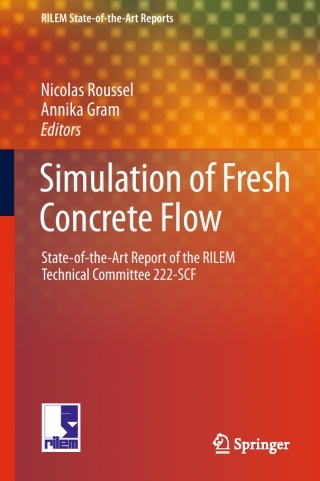 RILEM State-of-the-Art Reports
Nicolas Roussel
Annika Gram
Editors
Simulation of Fresh
Concrete Flow
State-of-the-Art Report of the RILEM
Technical Committee 222-SCF
rilem
Springer